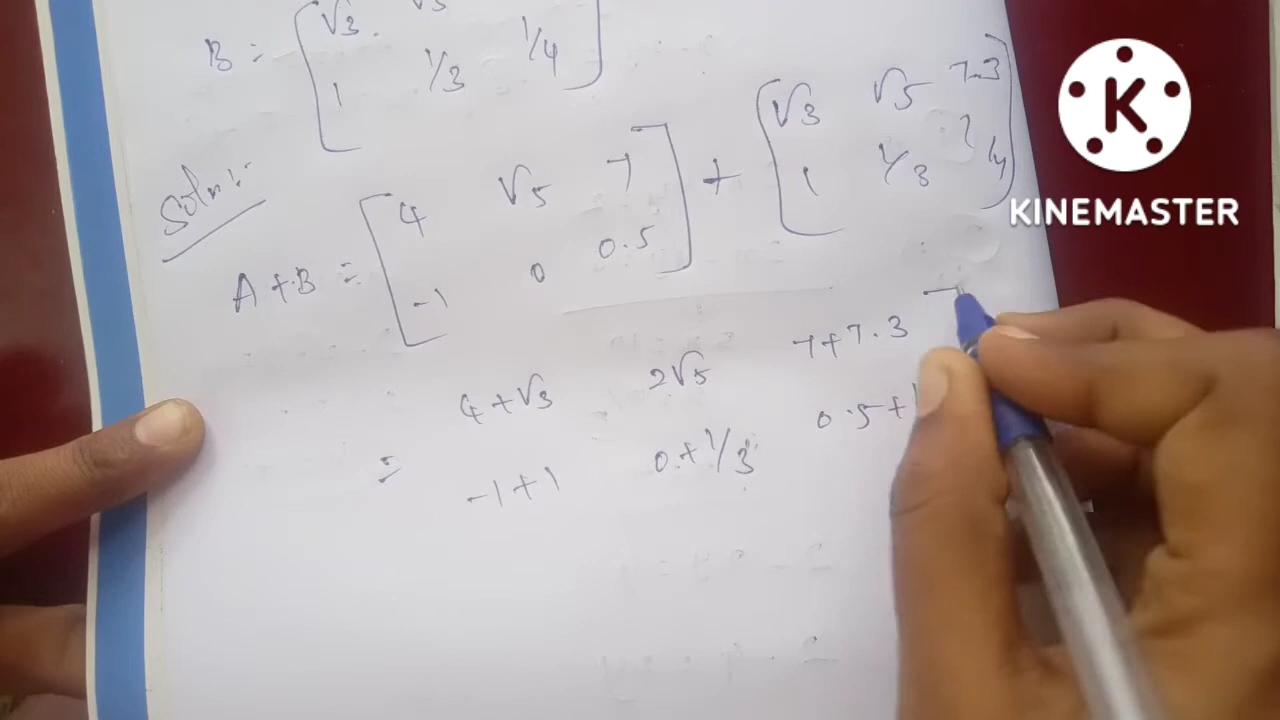 B = [√3 √5
1 1/3 1/4]
Soln:-
A+B = [4 √5 7
-1 0 0.5] + [√3 √5 7.3
1 1/3 1/4]
= 4+√3 2√5 7+7.3
-1+1 0+1/3 0.5+1
KINEMASTER